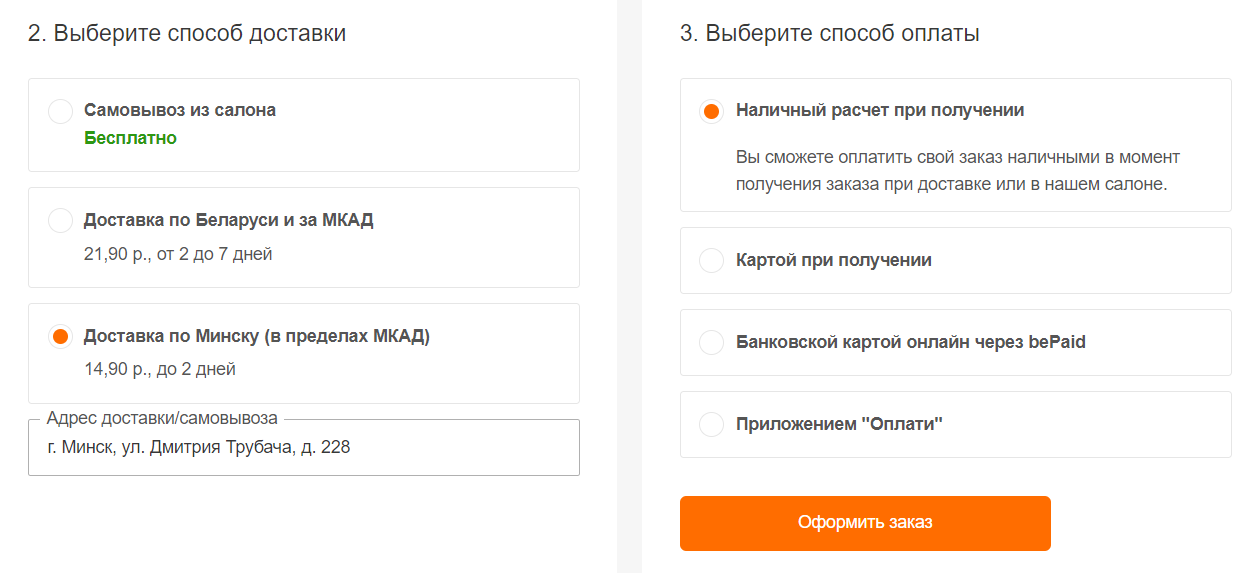 2. Выберите способ доставки
Самовывоз из салона
Бесплатно
Доставка по Беларуси и за МКАД
21,90 р., от 2 до 7 дней
Доставка по Минску (в пределах МКАД)
14,90 р., до 2 дней
Адрес доставки/самовывоза
г. Минск, ул. Дмитрия Трубача, д. 228
3. Выберите способ оплаты
Наличный расчет при получении
Вы сможете оплатить свой заказ наличными в момент
получения заказа при доставке или в нашем салоне.
Картой при получении
Банковской картой онлайн через bePaid
Приложением "Оплати"
Оформить заказ